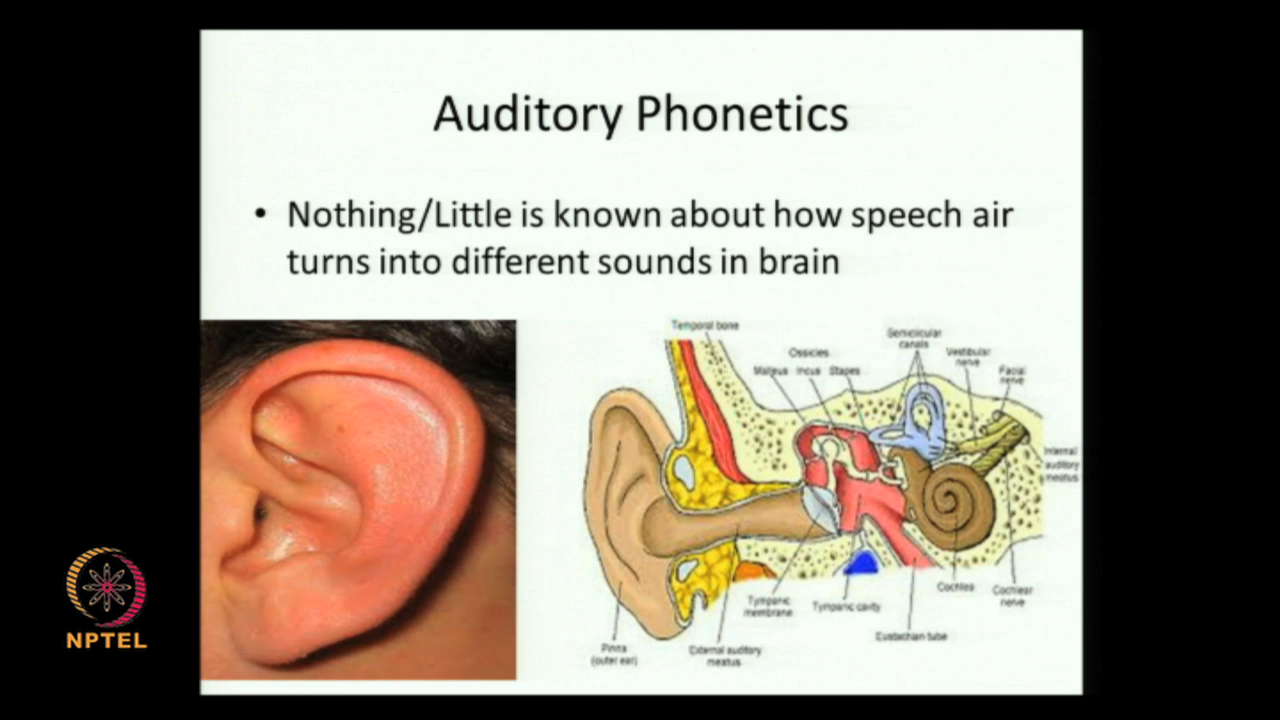 Auditory Phonetics
• Nothing/Little is known about how speech air
turns into different sounds in brain
Temporal bone
Ossicles
Malleus Incus Stapes
Semicircular
canals
Vestibular
nerve
Facial
nerve
Internal
auditory
meatus
Cochlea
Cochlear
nerve
Tympanic
membrane
Tympanic cavity
Eustachian tube
Pinna
(outer ear)
External auditory
meatus
NPTEL